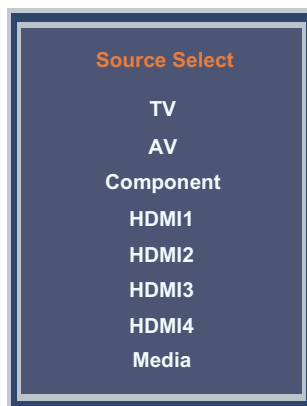 Source Select
TV
AV
Component
HDMI1
HDMI2
HDMI3
HDMI4
Media